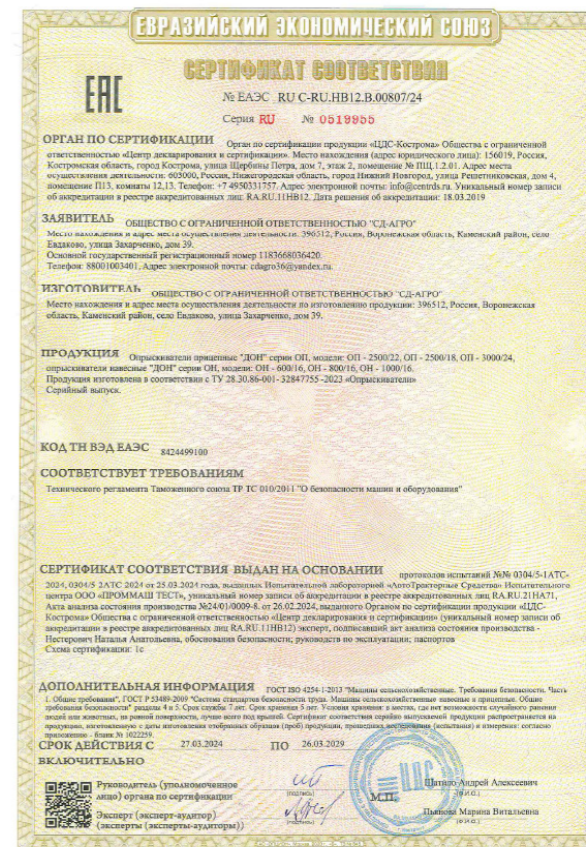 ЕВРАЗИЙСКИЙ ЭКОНОМИЧЕСКИЙ СОЮЗ
СЕРТИФИКАТ СООТВЕТСТВИЯ
ЕАС
№ ЕАЭС RU C-RU.НВ12.В.00807/24
Серия RU № 0519955
ОРГАН ПО СЕРТИФИКАЦИИ Орган по сертификации продукции «ЦДС-Кострома» Общества с ограниченной
ответственностью «Центр декларирования и сертификации». Место нахождения (адрес юридического лица): 156019, Россия,
Костромская область, город Кострома, улица Щербины Петра, дом 7, этаж 2, помещение № ПЩ.1.2.01. Адрес места
осуществления деятельности: 603000, Россия, Нижегородская область, город Нижний Новгород, улица Решетниковская, дом 4,
помещение П13, комнаты 12,13. Телефон: +7 4950331757. Адрес электронной почты: info@centrds.ru. Уникальный номер записи
об аккредитации в реестре аккредитованных лиц: RA.RU.11НВ12. Дата решения об аккредитации: 18.03.2019
ЗАЯВИТЕЛЬ ОБЩЕСТВО С ОГРАНИЧЕННОЙ ОТВЕТСТВЕННОСТЬЮ "СД-АГРО"
Место нахождения и адрес места осуществления деятельности: 396512, Россия, Воронежская область, Каменский район, село
Евдаково, улица Захарченко, дом 39.
Основной государственный регистрационный номер 1183668036420.
Телефон: 88001003401, Адрес электронной почты: cdagro36@yandex.ru.
ИЗГОТОВИТЕЛЬ ОБЩЕСТВО С ОГРАНИЧЕННОЙ ОТВЕТСТВЕННОСТЬЮ "СД-АГРО"
Место нахождения и адрес места осуществления деятельности по изготовлению продукции: 396512, Россия, Воронежская
область, Каменский район, село Евдаково, улица Захарченко, дом 39.
ПРОДУКЦИЯ Опрыскиватели прицепные "ДОН" серии ОП, модели: ОП - 2500/22, ОП - 2500/18, ОП - 3000/24,
опрыскиватели навесные "ДОН" серии ОН, модели: ОН - 600/16, ОН - 800/16, ОН - 1000/16.
Продукция изготовлена в соответствии с ТУ 28.30.86-001- 32847755 -2023 «Опрыскиватели»
Серийный выпуск.
КОД ТН ВЭД ЕАЭС 8424499100
СООТВЕТСТВУЕТ ТРЕБОВАНИЯМ
Технического регламента Таможенного союза ТР ТС 010/2011 "О безопасности машин и оборудования"
СЕРТИФИКАТ СООТВЕТСТВИЯ ВЫДАН НА ОСНОВАНИИ протоколов испытаний №№ 0304/5-1АТС-
2024, 0304/5 2АТС 2024 от 25.03.2024 года, выданных Испытательной лабораторией «АвтоТракторные Средства» Испытательного
центра ООО «ПРОММАШ ТЕСТ», уникальный номер записи об аккредитации в реестре аккредитованных лиц RA.RU.21НА71,
Акта анализа состояния производства №24/01/0009-8. от 26.02.2024, выданного Органом по сертификации продукции «ЦДС-
Кострома» Общества с ограниченной ответственностью «Центр декларирования и сертификации» (уникальный номер записи об
аккредитации в реестре аккредитованных лиц RA.RU.11НВ12) эксперт, подписавший акт анализа состояния производства -
Нестерович Наталья Анатольевна, обоснования безопасности; руководств по эксплуатации; паспортов
Схема сертификации: 1с
ДОПОЛНИТЕЛЬНАЯ ИНФОРМАЦИЯ ГОСТ ISO 4254-1-2013 "Машины сельскохозяйственные. Требования безопасности. Часть
1. Общие требования", ГОСТ Р 53489-2009 "Система стандартов безопасности труда. Машины сельскохозяйственные навесные и прицепные. Общие
требования безопасности" разделы 4 и 5. Срок службы 7 лет. Срок хранения 5 лет. Условия хранения: в местах, где нет возможности случайного ранения
людей или животных, на ровной поверхности, лучше всего под крышей. Сертификат соответствия серийно выпускаемой продукции распространяется на
продукцию, изготовленную с даты изготовления отобранных образцов (проб) продукции, прошедших исследования (испытания) и измерения: согласно
приложению - бланк № 1022259.
СРОК ДЕЙСТВИЯ С 27.03.2024 ПО 26.03.2029
ВКЛЮЧИТЕЛЬНО
Руководитель (уполномоченное
лицо) органа по сертификации
(подпись)
М.П.
Шатило Андрей Алексеевич
(Ф.И.О.)
Эксперт (эксперт-аудитор)
(эксперты (эксперты-аудиторы))
(подпись)
Марина Витальевна
(Ф.И.О.)
ЦДС